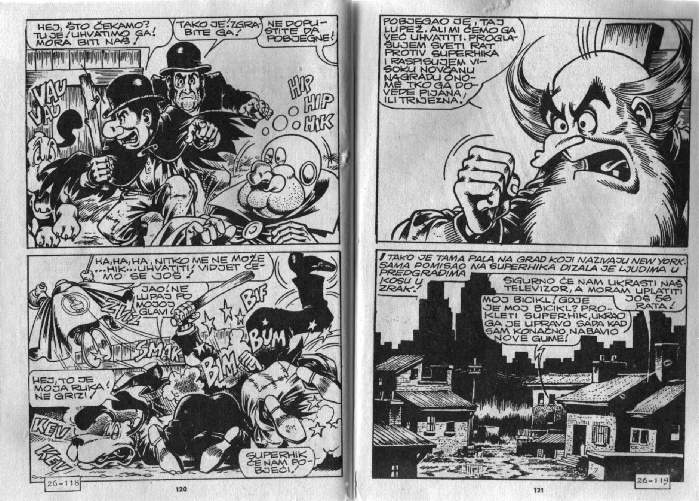 HEJ, ŠTO ČEKAMO?
TU JE! UHVATIMO GA!
MORA BITI NAŠ!
TAKO JE! ZGRA-
BITE GA!
NE DOPU-
STITE DA
POBJEGNE!
VAU
VAU
HIP
HIP
HIK
HA, HA, HA, NITKO ME NE MOŽE
...HIK...UHVATITI! VIDJET ĆE-
MO SE JOŠ!
JAO! NE
LUPAJ PO
MOJOJ
GLAVI!
BIF
SMAK
BUM
BUM!
HEJ, TO JE
MOJA RUKA!
NE GRIZI!
KEV
KEV
SUPERHIK
ĆE NAM PO-
BJEĆI!
26-118
120
POBJEGAO JE, TAJ
LUPEŽ. ALI MI ĆEMO GA
VEĆ UHVATITI. PROGLA-
ŠUJEM SVETI RAT
PROTIV SUPERHIKA
I RASPISUJEM VI-
SOKU NOVČANU
NAGRADU ONO-
ME TKO GA DO-
VEDE PIJANA,
ILI TRIJEZNA!
TAKO JE TAMA PALA NA GRAD KOJI NAZIVAJU NEW YORK.
SAMA POMISAO NA SUPERHIKA DIZALA JE LJUDIMA U
PREDGRAĐIMA
KOSU U
ZRAK!
SIGURNO ĆE NAM UKRASTI NAŠ
TELEVIZOR, A MORAM UPLATITI
JOŠ 58
RATA!
MOJ BICIKL! GDJE
JE MOJ BICIKL? PRO-
KLETI SUPERHIK, UKRAO
GA JE UPRAVO SADA KAD
SAM KONAČNO NABAVIO
NOVE GUME!
121
26-119